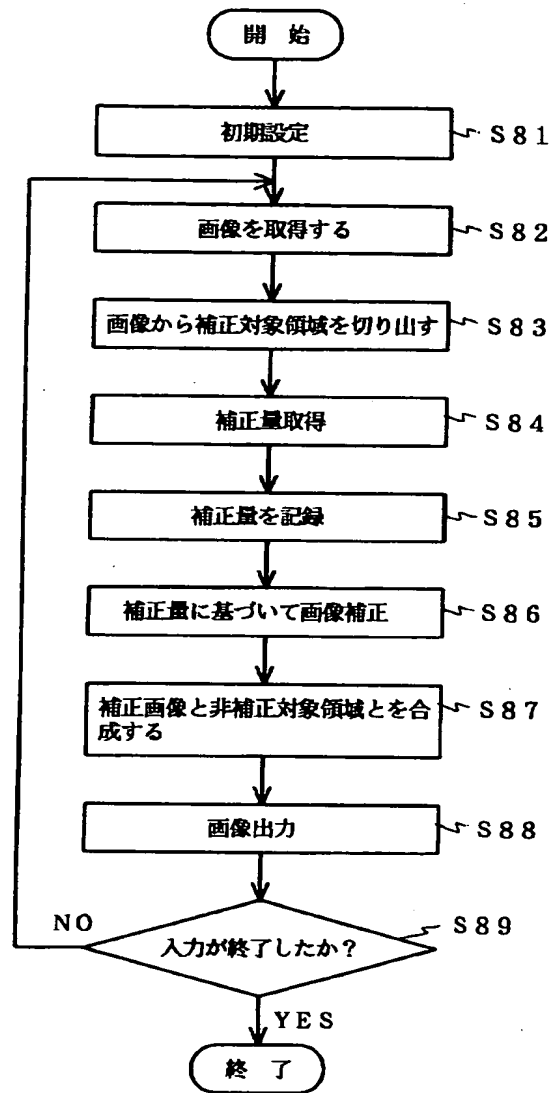 開 始
初期設定
S81
画像を取得する
S82
画像から補正対象領域を切り出す
S83
補正量取得
S84
補正量を記録
S85
補正量に基づいて画像補正
S86
補正画像と非補正対象領域とを合
成する
S87
画像出力
S88
入力が終了したか？
S89
NO
YES
終 了